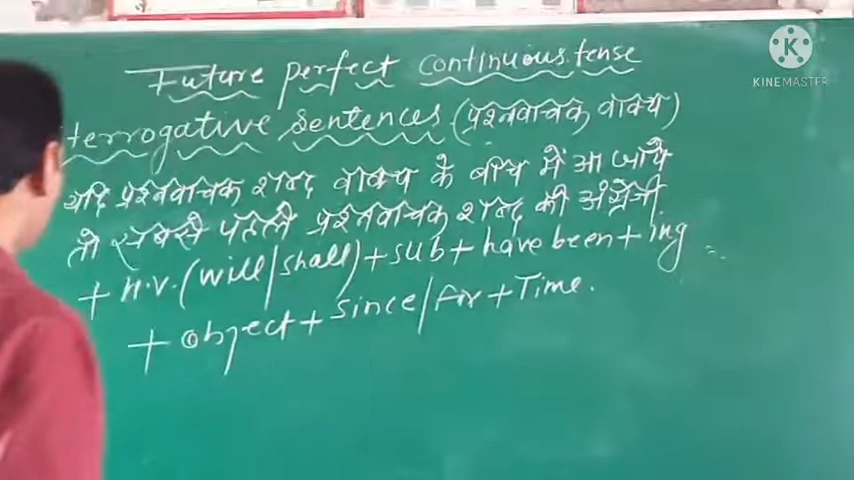 Future perfect continuous tense
K
KINEMASTER
terrogative sentences (प्रश्नवाचक वाक्य)
यदि प्रश्नवाचक शब्द वाक्य के बीच में आ जाये
तो सबसे पहले प्रश्नवाचक शब्द की अंग्रेजी
+ H.V. (will/shall) + sub + have been + ing
+ object + since/for + Time.